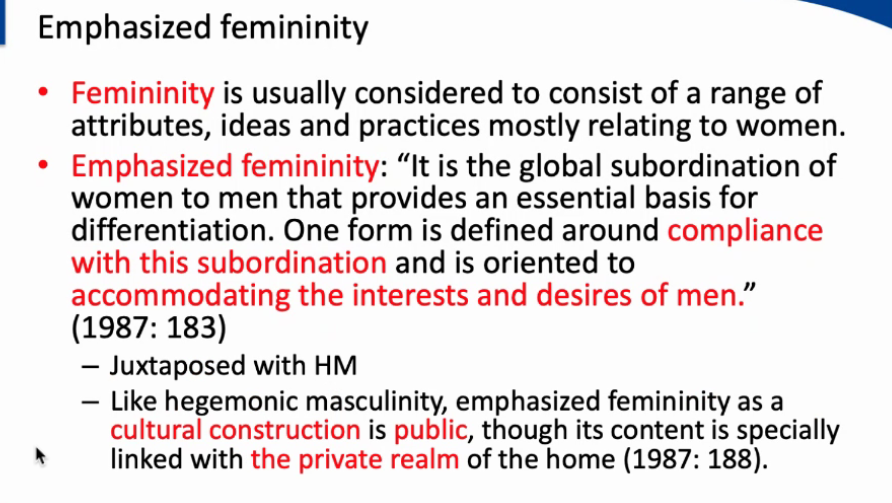 Emphasized femininity
• Femininity is usually considered to consist of a range of
attributes, ideas and practices mostly relating to women.
• Emphasized femininity: “It is the global subordination of
women to men that provides an essential basis for
differentiation. One form is defined around compliance
with this subordination and is oriented to
accommodating the interests and desires of men.”
(1987: 183)
– Juxtaposed with HM
– Like hegemonic masculinity, emphasized femininity as a
cultural construction is public, though its content is specially
linked with the private realm of the home (1987: 188).